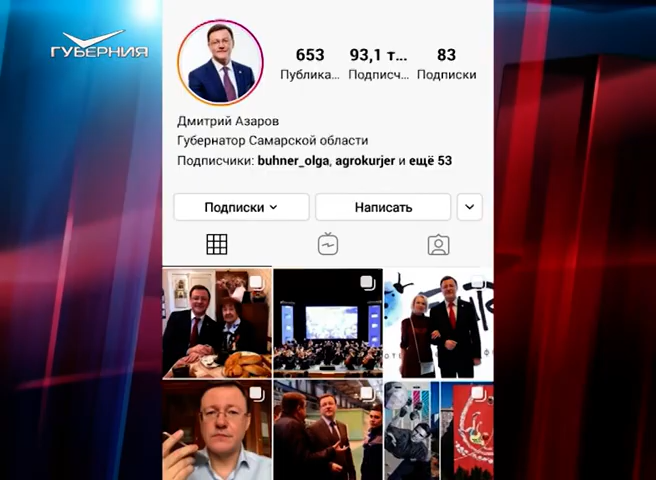 ГУБЕРНИЯ
653 93,1 т... 83
Публика... Подписч... Подписки
Дмитрий Азаров
Губернатор Самарской области
Подписчики: buhner_olga, agrokurjer и ещё 53
Подписки
Написать